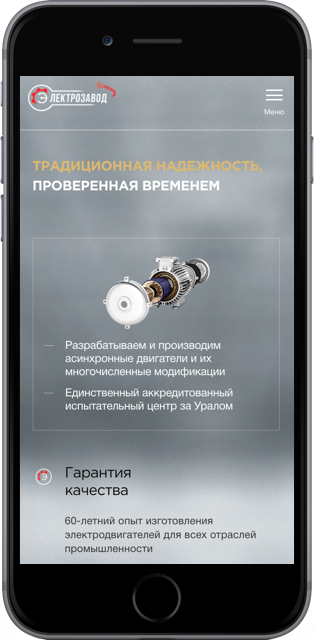 ЭЛЕКТРОЗАВОД
Меню
ТРАДИЦИОННАЯ НАДЕЖНОСТЬ,
ПРОВЕРЕННАЯ ВРЕМЕНЕМ
— Разрабатываем и производим
асинхронные двигатели и их
многочисленные модификации
— Единственный аккредитованный
испытательный центр за Уралом
Э
Гарантия
качества
60-летний опыт изготовления
электродвигателей для всех отраслей
промышленности